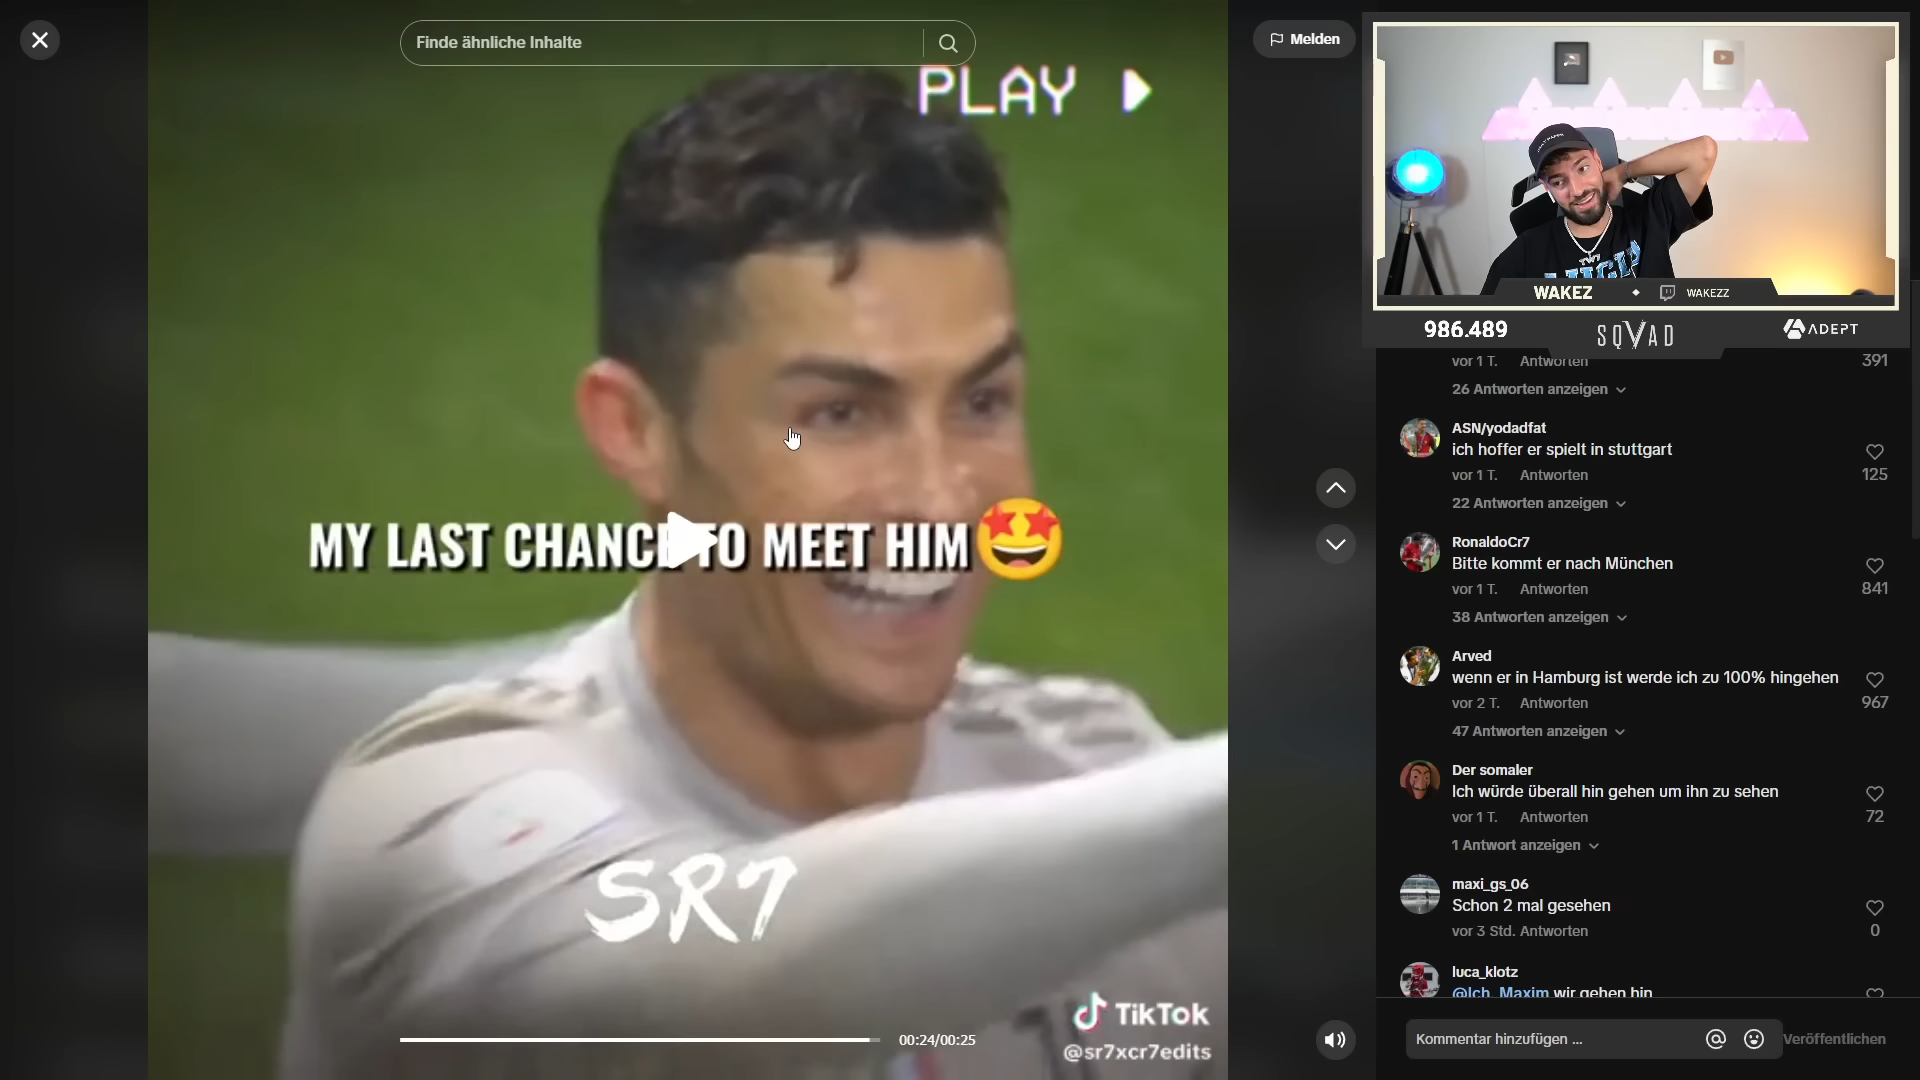 Finde ähnliche Inhalte
Melden
PLAY
MY LAST CHANCE TO MEET HIM
SR7
TikTok
@sr7xcr7edits
00:24/00:25
WAKEZ
WAKEZZ
986.489
SQVAD
ADEPT
vor 1 T. Antworten
391
26 Antworten anzeigen
ASN/yodadfat
ich hoffer er spielt in stuttgart
vor 1 T. Antworten
125
22 Antworten anzeigen
RonaldoCr7
Bitte kommt er nach München
vor 1 T. Antworten
841
38 Antworten anzeigen
Arved
wenn er in Hamburg ist werde ich zu 100% hingehen
vor 2 T. Antworten
967
47 Antworten anzeigen
Der somaler
Ich würde überall hin gehen um ihn zu sehen
vor 1 T. Antworten
72
1 Antwort anzeigen
maxi_gs_06
Schon 2 mal gesehen
vor 3 Std. Antworten
0
luca_klotz
@Ich_Maxim wir gehen hin
Kommentar hinzufügen ...
Veröffentlichen